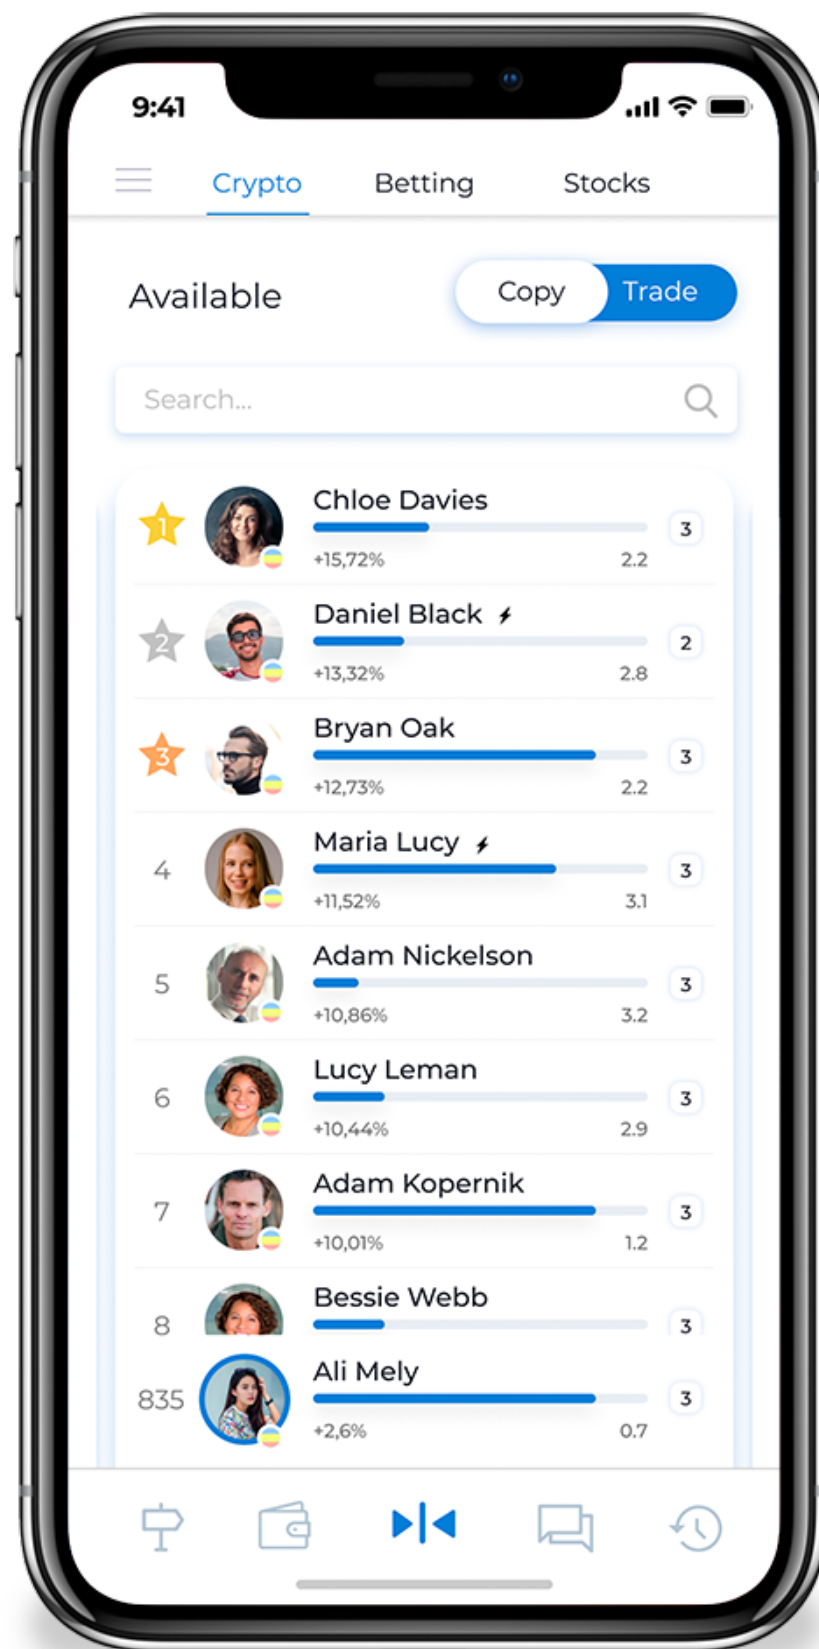 9:41
Crypto Betting Stocks
Available Copy Trade
Search...
1 Chloe Davies 3
+15,72% 2.2
2 Daniel Black 2
+13,32% 2.8
3 Bryan Oak 3
+12,73% 2.2
4 Maria Lucy 3
+11,52% 3.1
5 Adam Nickelson 3
+10,86% 3.2
6 Lucy Leman 3
+10,44% 2.9
7 Adam Kopernik 3
+10,01% 1.2
8 Bessie Webb 3
835 Ali Mely 3
+2,6% 0.7